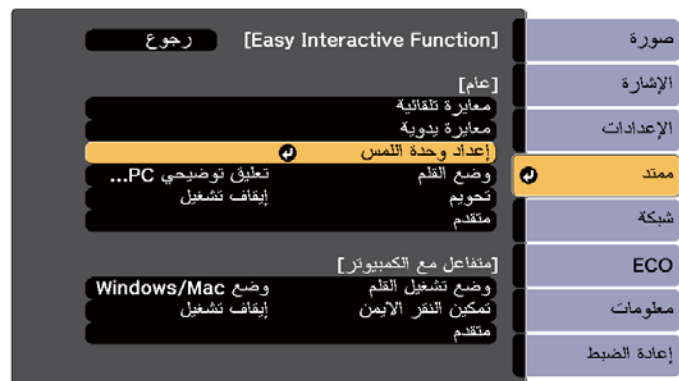 [Easy Interactive Function] رجوع
[عام]
معايرة تلقائية
معايرة يدوية
إعداد وحدة اللمس
وضع القلم تعليق توضيحي PC...
تحويم إيقاف تشغيل
متقدم
[متفاعل مع الكمبيوتر]
وضع تشغيل القلم وضع Windows/Mac
تمكين النقر الأيمن إيقاف تشغيل
متقدم
صورة
الإشارة
الإعدادات
ممتد
شبكة
ECO
معلومات
إعادة الضبط